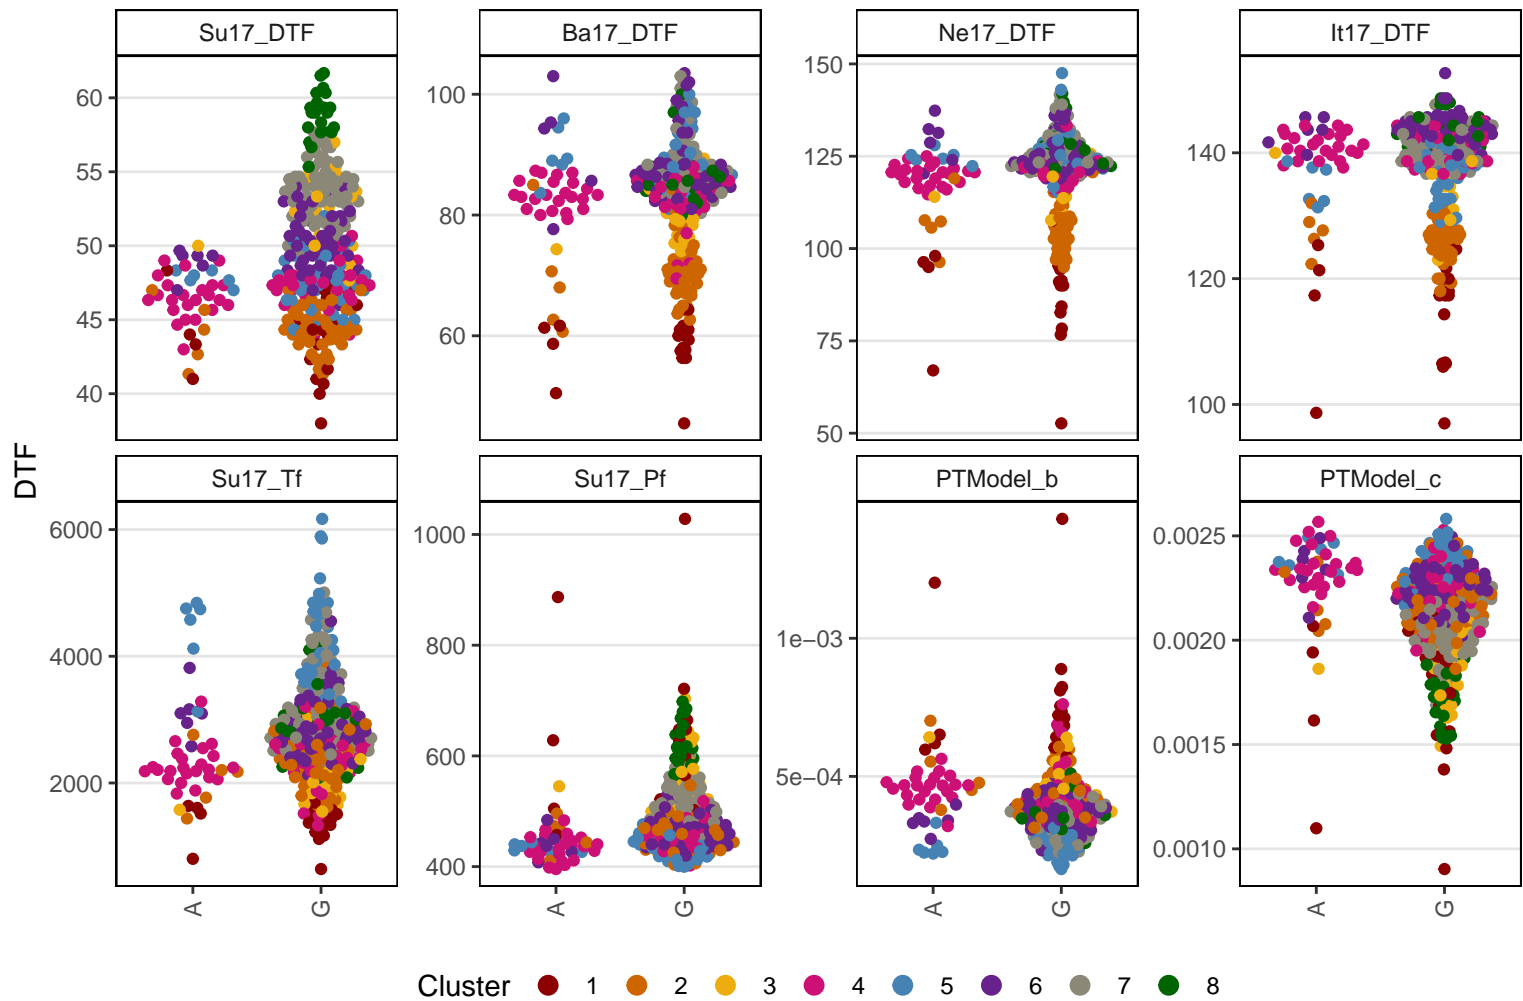 Su17_DTF
Ba17_DTF
Ne17_DTF
It17_DTF
60
55
50
45
40
100
80
60
150
125
100
75
50
140
120
100
DTF
Su17_Tf
Su17_Pf
PTModel_b
PTModel_c
6000
4000
2000
1000
800
600
400
1e−03
5e−04
0.0025
0.0020
0.0015
0.0010
A G A G A G A G
Cluster 1 2 3 4 5 6 7 8